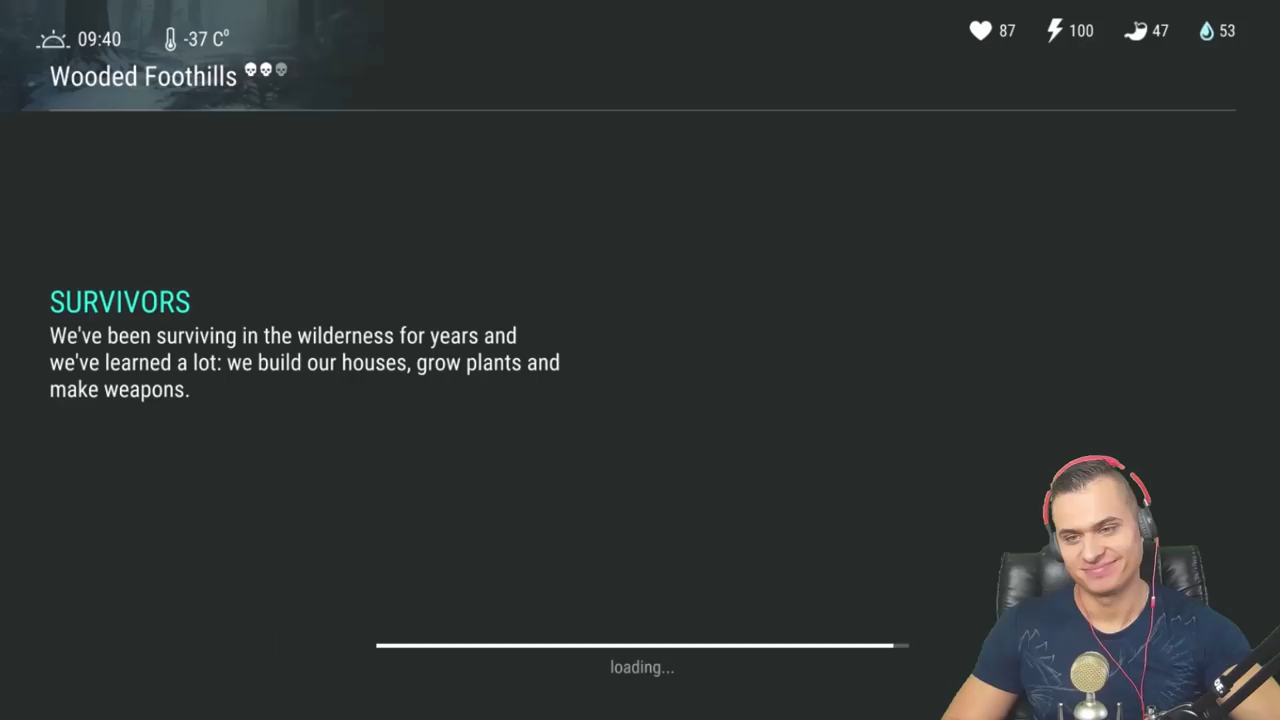 09:40 -37 C⁰
87 100 47 53
Wooded Foothills
SURVIVORS
We've been surviving in the wilderness for years and
we've learned a lot: we build our houses, grow plants and
make weapons.
loading...